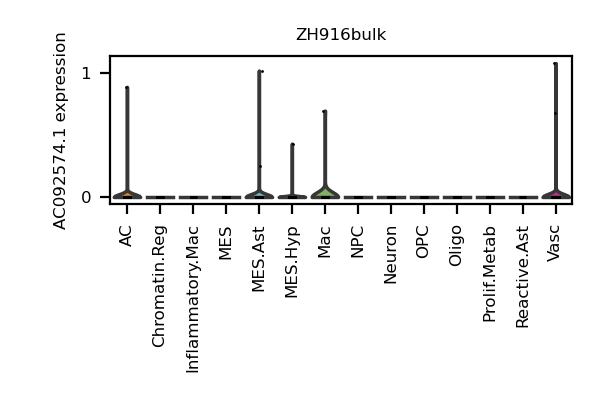 ZH916bulk
AC092574.1 expression
1
0
AC
Chromatin.Reg
Inflammatory.Mac
MES
MES.Ast
MES.Hyp
Mac
NPC
Neuron
OPC
Oligo
Prolif.Metab
Reactive.Ast
Vasc